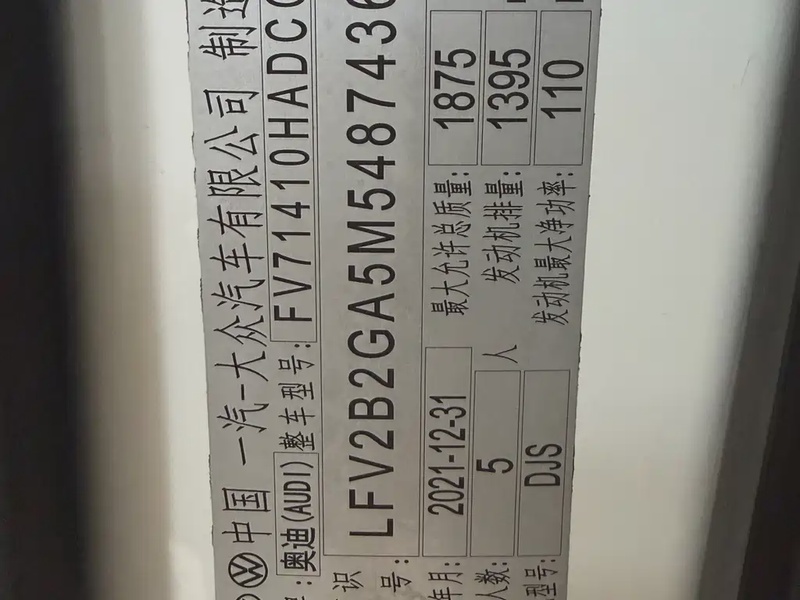 中国 一汽-大众汽车有限公司 制造
奥迪(AUDI) 整车型号: FV71410HADC
识 LFV2B2GA5M5487436
号:
年月: 2021-12-31 最大允许总质量: 1875
人数: 5 人 发动机排量: 1395
型号: DJS 发动机最大净功率: 110